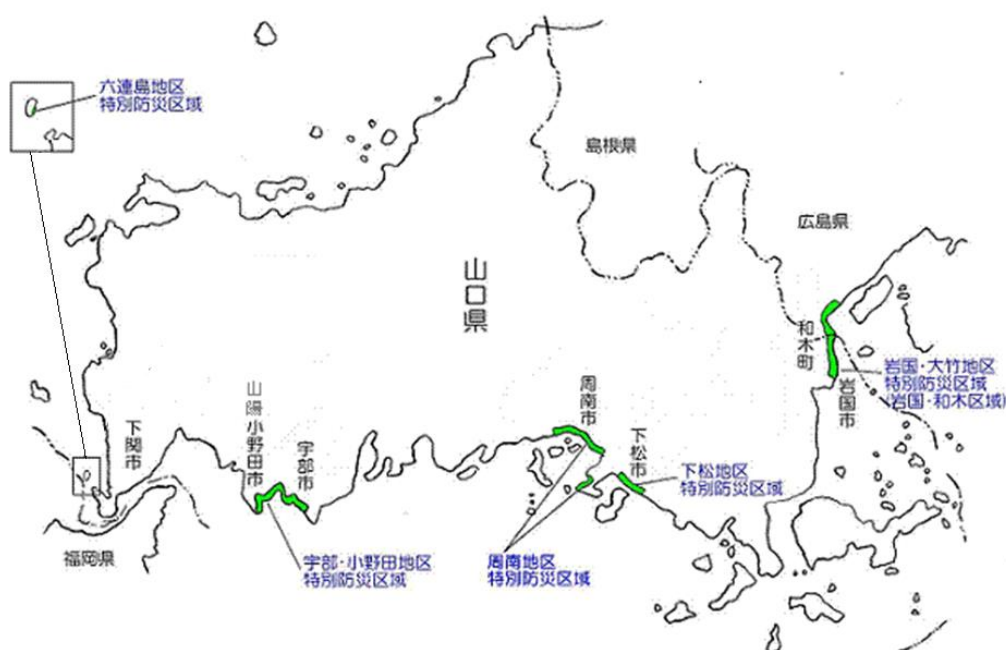 六連島地区
特別防災区域
島根県
広島県
山口県
和木町
岩国・大竹地区
特別防災区域
(岩国・和木区域)
岩国市
周南市
下松市
山陽小野田市
宇部市
下関市
下松地区
特別防災区域
福岡県
宇部・小野田地区
特別防災区域
周南地区
特別防災区域